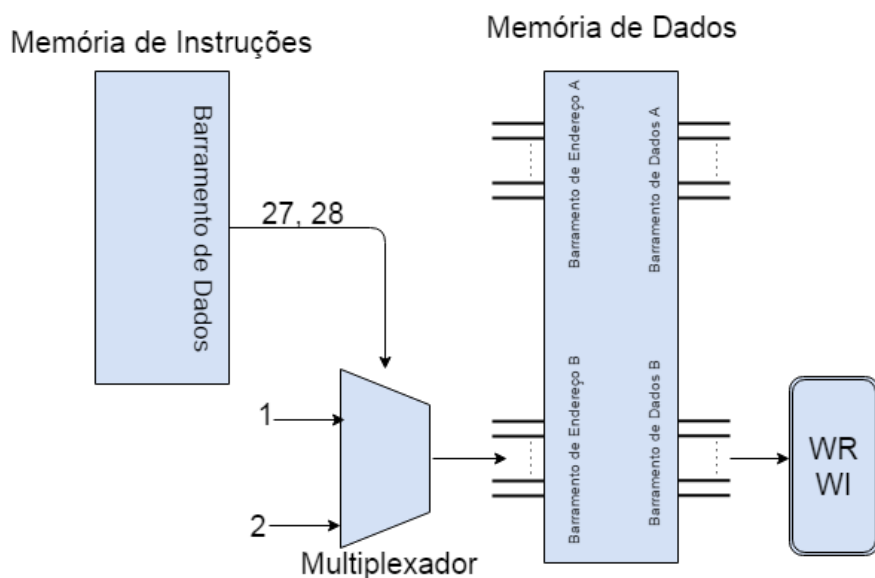 Memória de Instruções
Memória de Dados
Barramento de Dados
Barramento de Endereço A
Barramento de Dados A
27, 28
Barramento de Endereço B
Barramento de Dados B
1
2
WR
WI
Multiplexador